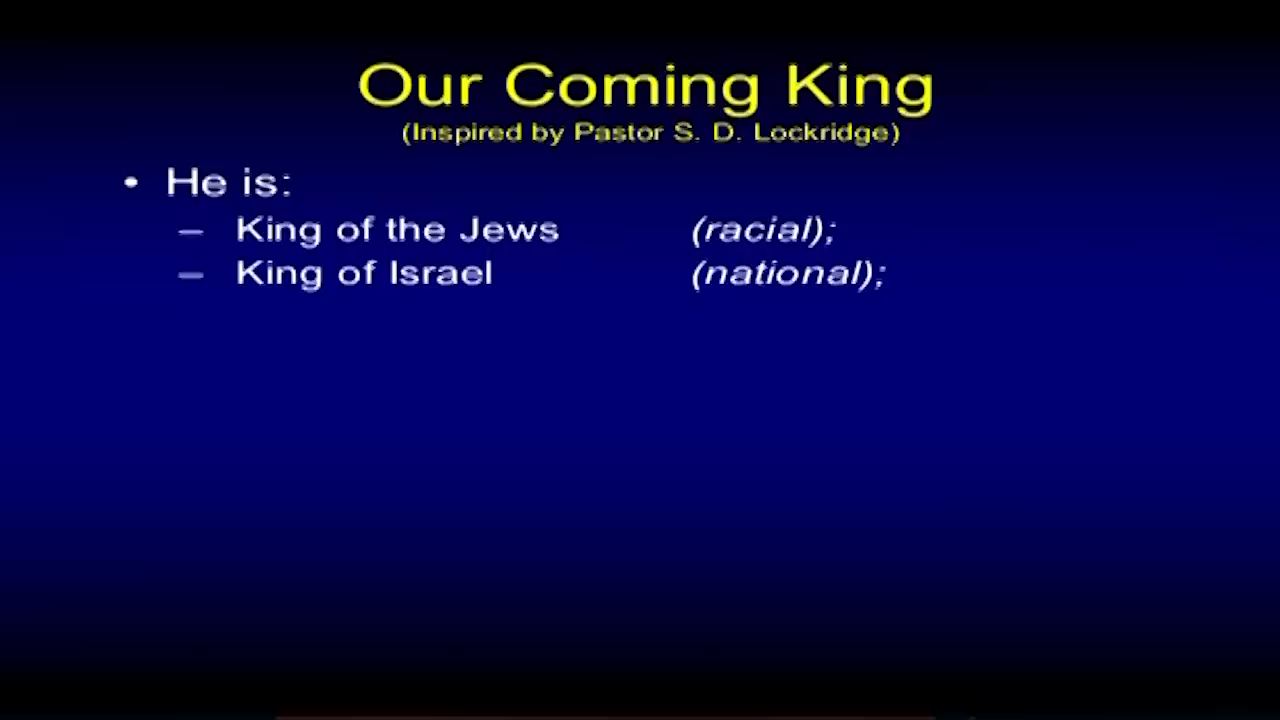 Our Coming King
(Inspired by Pastor S. D. Lockridge)
• He is:
– King of the Jews (racial);
– King of Israel (national);